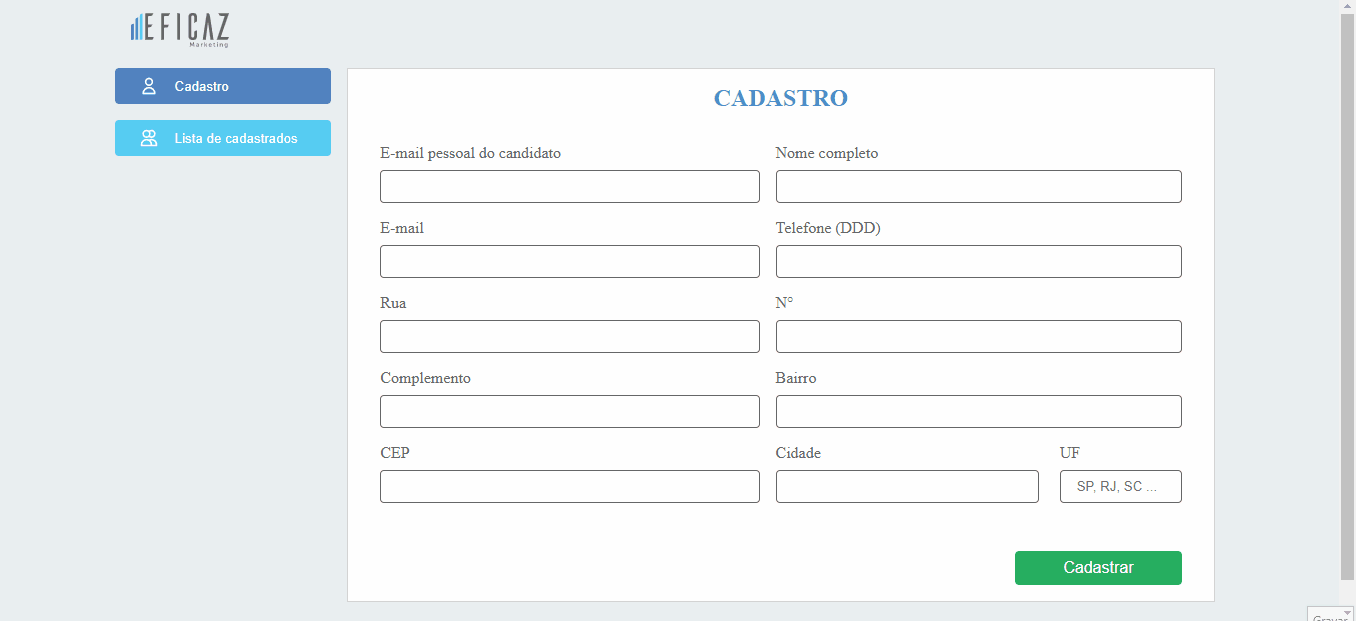 EFICAZ
Marketing
Cadastro
Lista de cadastrados
CADASTRO
E-mail pessoal do candidato
Nome completo
E-mail
Telefone (DDD)
Rua
N°
Complemento
Bairro
CEP
Cidade
UF
SP, RJ, SC ...
Cadastrar